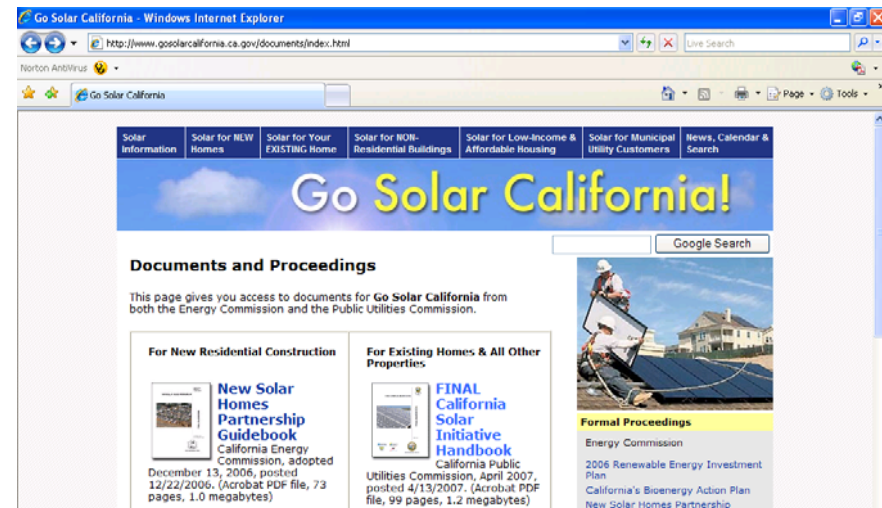 Go Solar California - Windows Internet Explorer
http://www.gosolarcalifornia.ca.gov/documents/index.html
Live Search
Norton AntiVirus
Go Solar California
Page
Tools
Solar Information
Solar for NEW Homes
Solar for Your EXISTING Home
Solar for NON-Residential Buildings
Solar for Low-Income & Affordable Housing
Solar for Municipal Utility Customers
News, Calendar & Search
Go Solar California!
Google Search
Documents and Proceedings
This page gives you access to documents for Go Solar California from
both the Energy Commission and the Public Utilities Commission.
For New Residential Construction
New Solar
Homes
Partnership
Guidebook
California Energy
Commission, adopted
December 13, 2006, posted
12/22/2006. (Acrobat PDF file, 73
pages, 1.0 megabytes)
For Existing Homes & All Other
Properties
FINAL
California
Solar
Initiative
Handbook
California Public
Utilities Commission, April 2007,
posted 4/13/2007. (Acrobat PDF
file, 99 pages, 1.2 megabytes)
Formal Proceedings
Energy Commission
2006 Renewable Energy Investment
Plan
California's Bioenergy Action Plan
New Solar Homes Partnership